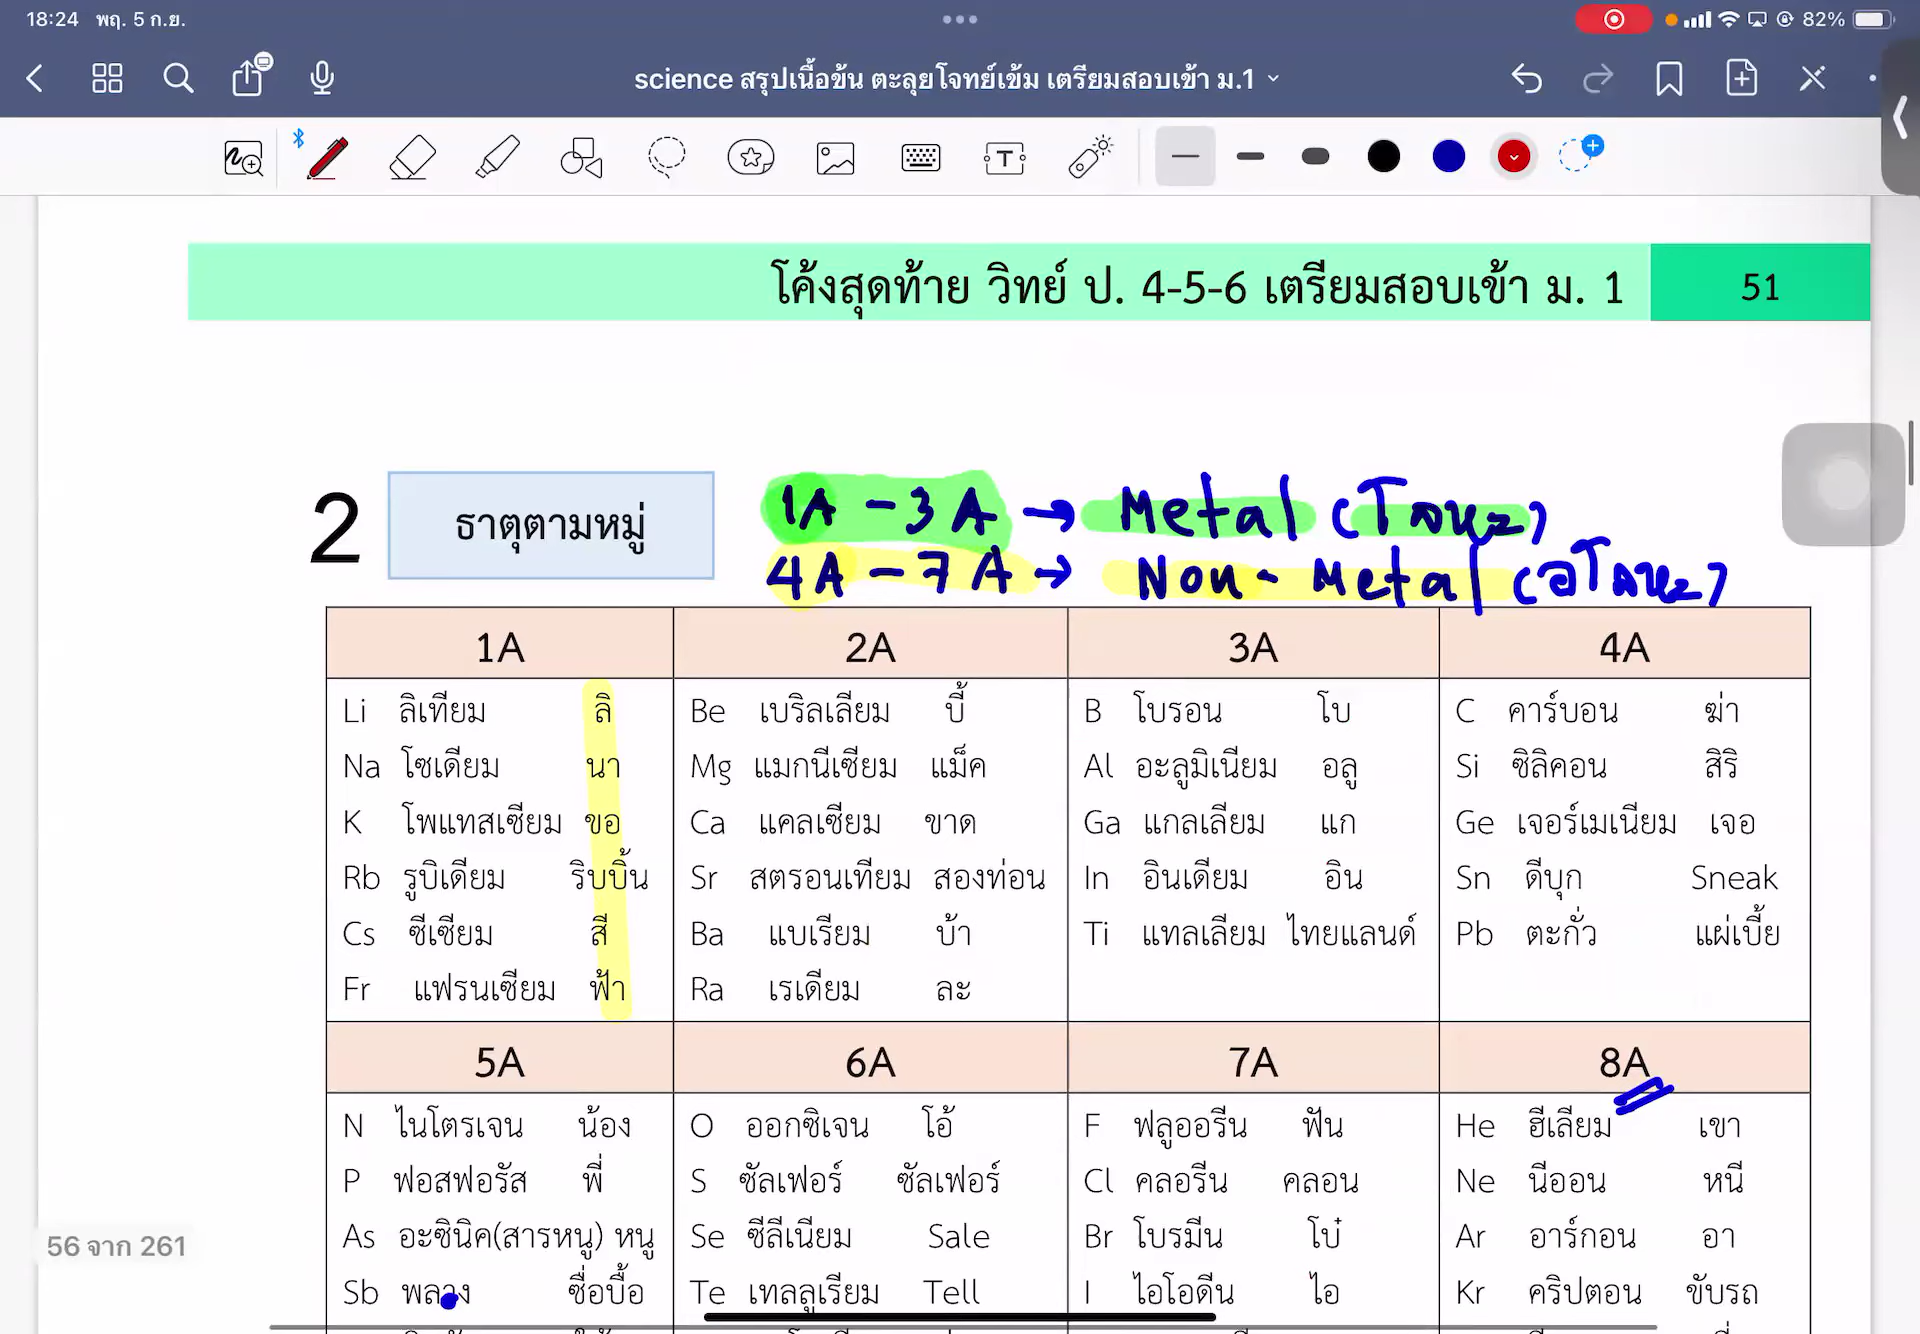 18:24 พฤ. 5 ก.ย. 82%
science สรุปเนื้อข้น ตะลุยโจทย์เข้ม เตรียมสอบเข้า ม.1
โค้งสุดท้าย วิทย์ ป. 4-5-6 เตรียมสอบเข้า ม. 1 51
2 ธาตุตามหมู่
1A - 3A → Metal (โลหะ)
4A - 7A → Non - Metal (อโลหะ)
1A 2A 3A 4A
Li ลิเทียม ลิ Be เบริลเลียม บี้ B โบรอน โบ C คาร์บอน ฆ่า
Na โซเดียม นา Mg แมกนีเซียม แม็ค Al อะลูมิเนียม อลู Si ซิลิคอน สิริ
K โพแทสเซียม ขอ Ca แคลเซียม ขาด Ga แกลเลียม แก Ge เจอร์เมเนียม เจอ
Rb รูบิเดียม ริบบิ้น Sr สตรอนเทียม สองท่อน In อินเดียม อิน Sn ดีบุก Sneak
Cs ซีเซียม สี Ba แบเรียม บ้า Ti แทลเลียม ไทยแลนด์ Pb ตะกั่ว แผ่เบี้ย
Fr แฟรนเซียม ฟ้า Ra เรเดียม ละ
5A 6A 7A 8A
N ไนโตรเจน น้อง O ออกซิเจน โอ้ F ฟลูออรีน ฟัน He ฮีเลียม เขา
P ฟอสฟอรัส พี่ S ซัลเฟอร์ ซัลเฟอร์ Cl คลอรีน คลอน Ne นีออน หนี
As อะซินิค(สารหนู) หนู Se ซีลีเนียม Sale Br โบรมีน โบ๋ Ar อาร์กอน อา
Sb พลวง ซื่อบื้อ Te เทลลูเรียม Tell I ไอโอดีน ไอ Kr คริปตอน ขับรถ
56 จาก 261